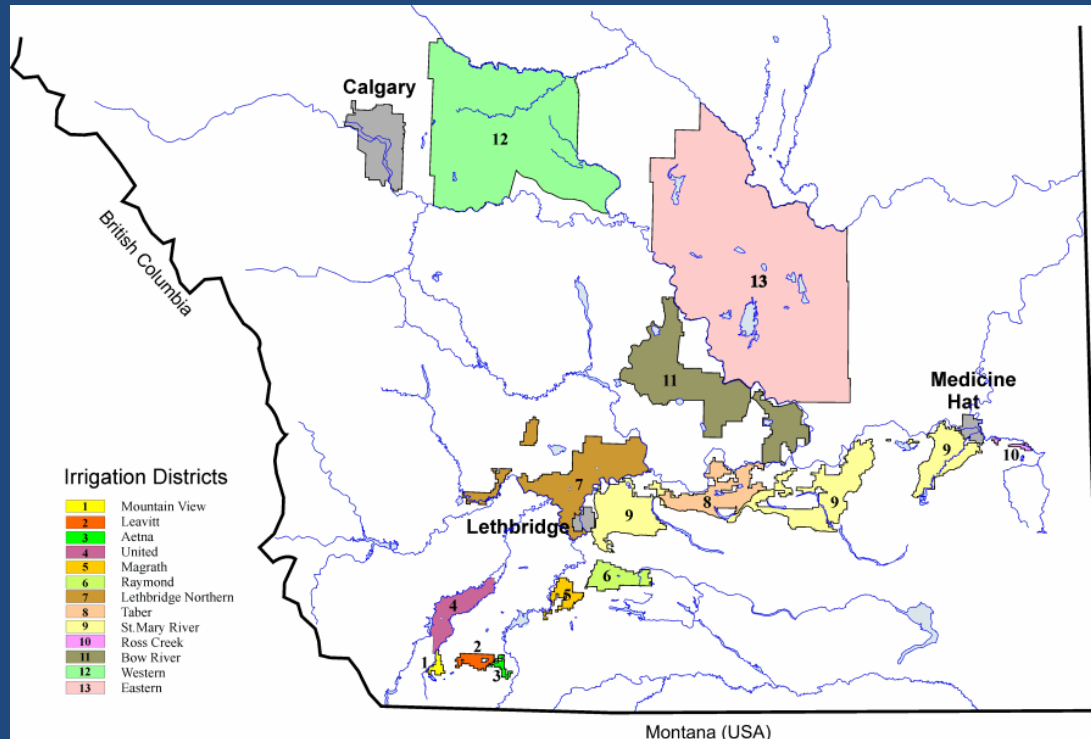 Calgary
12
British Columbia
13
11
Medicine
Hat
9
10
7
8
9
9
Lethbridge
6
5
4
2
1
3
Irrigation Districts
1 Mountain View
2 Leavitt
3 Aetna
4 United
5 Magrath
6 Raymond
7 Lethbridge Northern
8 Taber
9 St.Mary River
10 Ross Creek
11 Bow River
12 Western
13 Eastern
Montana (USA)